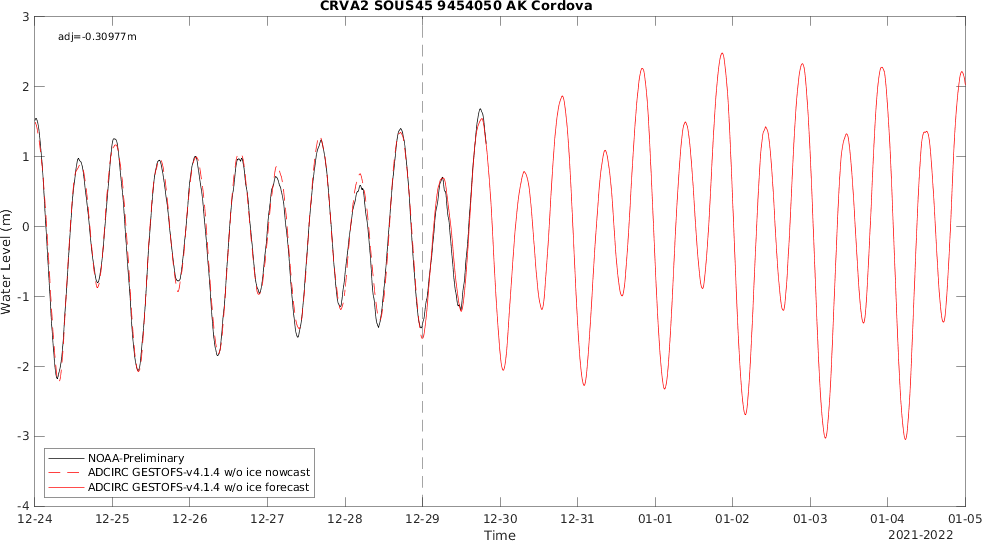 CRVA2 SOUS45 9454050 AK Cordova
adj=-0.30977m
3
2
1
0
-1
-2
-3
-4
Water Level (m)
NOAA-Preliminary
ADCIRC GESTOFS-v4.1.4 w/o ice nowcast
ADCIRC GESTOFS-v4.1.4 w/o ice forecast
12-24 12-25 12-26 12-27 12-28 12-29 12-30 12-31 01-01 01-02 01-03 01-04 01-05
Time
2021-2022